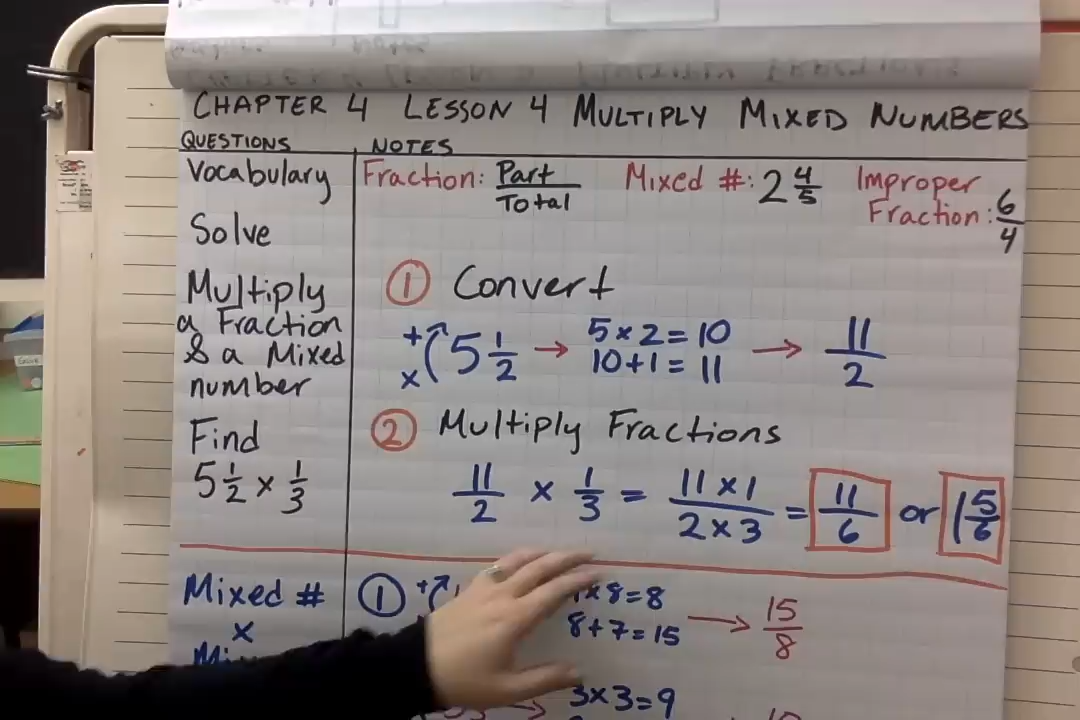 CHAPTER 4 LESSON 4 MULTIPLY MIXED NUMBERS
QUESTIONS
NOTES
Vocabulary
Fraction: Part/Total
Mixed #: 2 4/5
Improper
Fraction: 6/4
Solve
Multiply
a Fraction
& a Mixed
number
① Convert
+ x 5 1/2 → 5 x 2 = 10 → 11/2
10 + 1 = 11
Find
5 1/2 x 1/3
② Multiply Fractions
11/2 x 1/3 = 11 x 1/2 x 3 = 11/6 or 1 5/6
Mixed #
x
① +
x 8 = 8 → 15/8
8 + 7 = 15
3 x 3 = 9